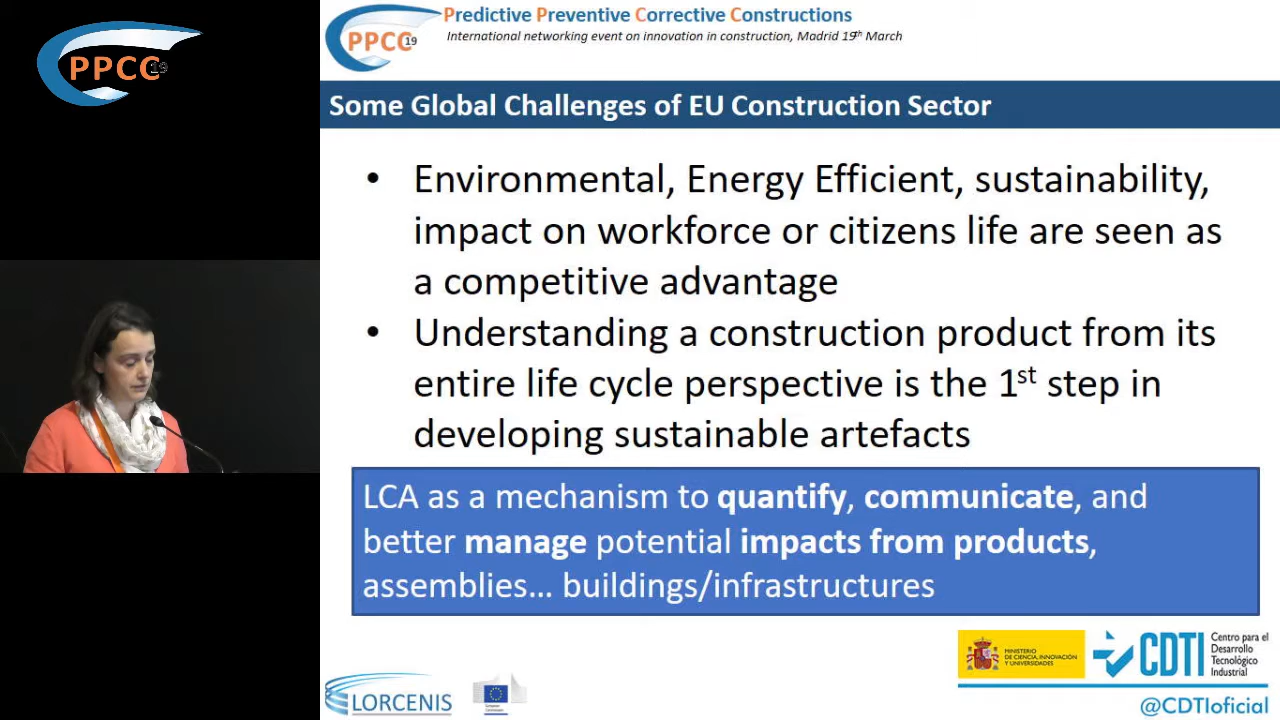 PPCC19
PPCC19
Predictive Preventive Corrective Constructions
International networking event on innovation in construction, Madrid 19th March
Some Global Challenges of EU Construction Sector
• Environmental, Energy Efficient, sustainability,
impact on workforce or citizens life are seen as
a competitive advantage
• Understanding a construction product from its
entire life cycle perspective is the 1st step in
developing sustainable artefacts
LCA as a mechanism to quantify, communicate, and
better manage potential impacts from products,
assemblies... buildings/infrastructures
LORCENIS
European
Commission
MINISTERIO
DE CIENCIA, INNOVACIÓN
Y UNIVERSIDADES
CDTI
Centro para el
Desarrollo
Tecnológico
Industrial
@CDTIoficial